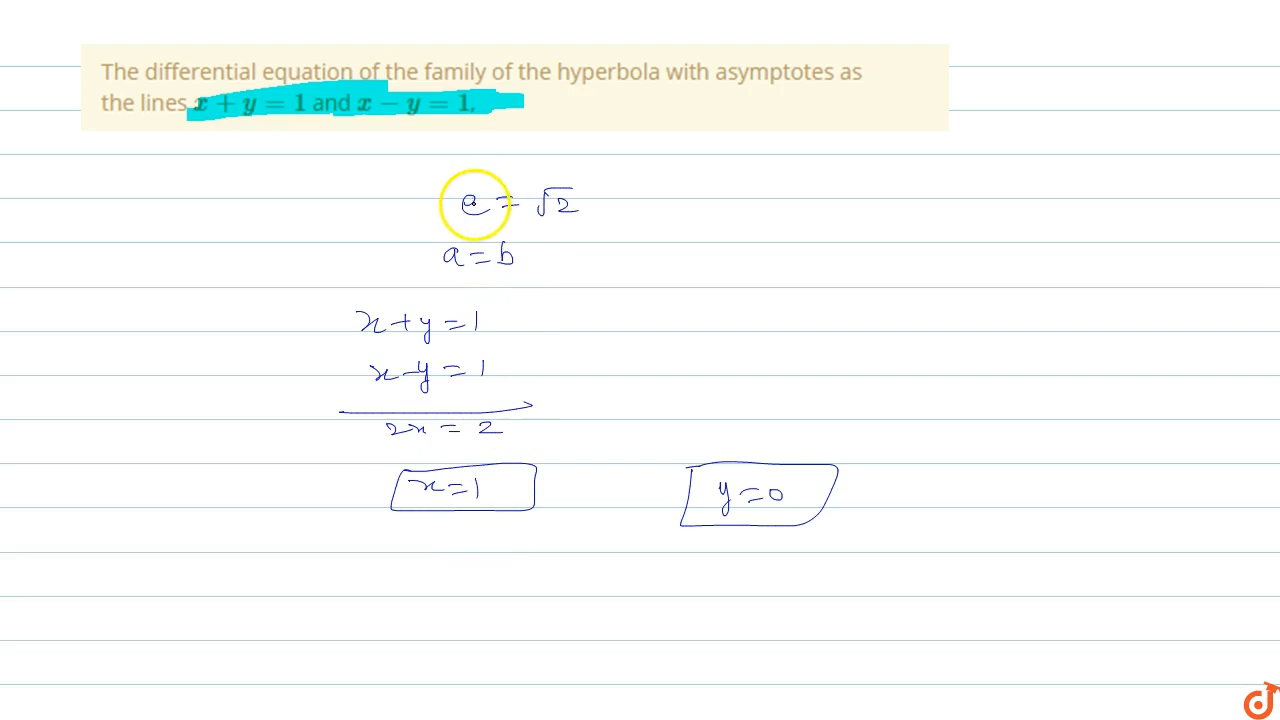 The differential equation of the family of the hyperbola with asymptotes as
the lines x + y = 1 and x − y = 1,
e = √2
a = b
x + y = 1
x − y = 1
2x = 2
x = 1
y = 0